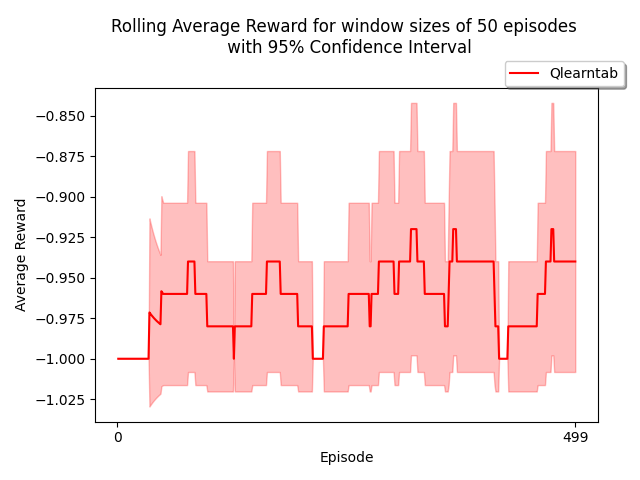 Rolling Average Reward for window sizes of 50 episodes
with 95% Confidence Interval
Qlearntab
−0.850
−0.875
−0.900
−0.925
−0.950
−0.975
−1.000
−1.025
Average Reward
0
499
Episode